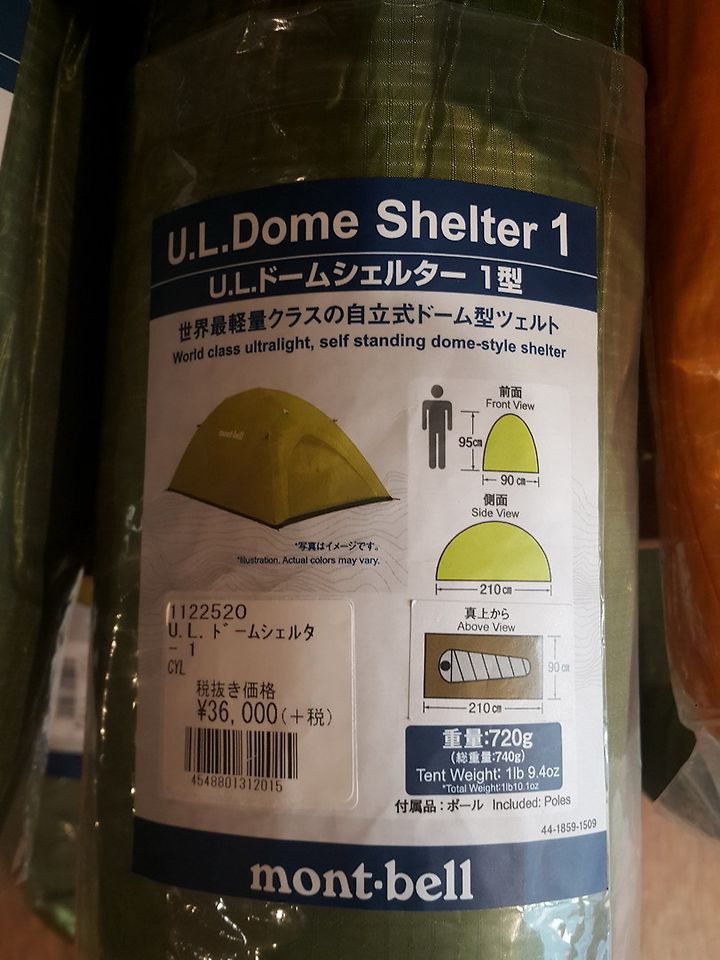 U.L.Dome Shelter 1
U.L.ドームシェルター 1型
世界最軽量クラスの自立式ドーム型ツェルト
World class ultralight, self standing dome-style shelter
mont-bell
*写真はイメージです。
*Illustration. Actual colors may vary.
前面
Front View
95㎝
90㎝
側面
Side View
210㎝
真上から
Above View
90㎝
210㎝
1122520
U.L.ドームシェルタ
- 1
CYL
税抜き価格
¥36,000(+税)
4548801312015
重量:720g
(総重量:740g)
Tent Weight: 1lb 9.4oz
*Total Weight:1lb10.1oz
付属品：ポール Included: Poles
44-1859-1509
mont-bell